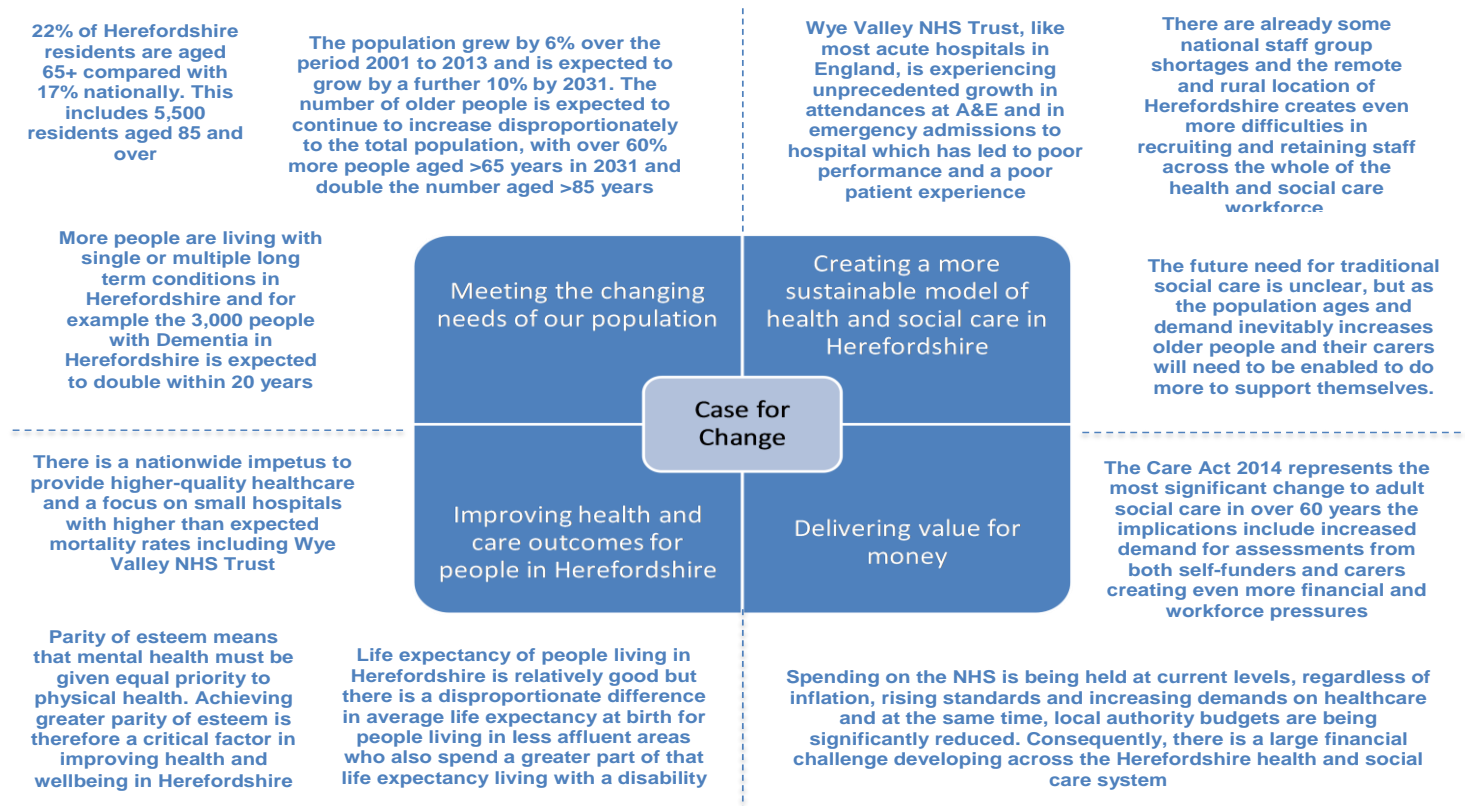 22% of Herefordshire
residents are aged
65+ compared with
17% nationally. This
includes 5,500
residents aged 85 and
over
The population grew by 6% over the
period 2001 to 2013 and is expected to
grow by a further 10% by 2031. The
number of older people is expected to
continue to increase disproportionately
to the total population, with over 60%
more people aged >65 years in 2031 and
double the number aged >85 years
More people are living with
single or multiple long
term conditions in
Herefordshire and for
example the 3,000 people
with Dementia in
Herefordshire is expected
to double within 20 years
Wye Valley NHS Trust, like
most acute hospitals in
England, is experiencing
unprecedented growth in
attendances at A&E and in
emergency admissions to
hospital which has led to poor
performance and a poor
patient experience
There are already some
national staff group
shortages and the remote
and rural location of
Herefordshire creates even
more difficulties in
recruiting and retaining staff
across the whole of the
health and social care
workforce
The future need for traditional
social care is unclear, but as
the population ages and
demand inevitably increases
older people and their carers
will need to be enabled to do
more to support themselves.
Meeting the changing
needs of our population
Creating a more
sustainable model of
health and social care in
Herefordshire
Case for
Change
Improving health and
care outcomes for
people in Herefordshire
Delivering value for
money
There is a nationwide impetus to
provide higher-quality healthcare
and a focus on small hospitals
with higher than expected
mortality rates including Wye
Valley NHS Trust
Parity of esteem means
that mental health must be
given equal priority to
physical health. Achieving
greater parity of esteem is
therefore a critical factor in
improving health and
wellbeing in Herefordshire
Life expectancy of people living in
Herefordshire is relatively good but
there is a disproportionate difference
in average life expectancy at birth for
people living in less affluent areas
who also spend a greater part of that
life expectancy living with a disability
The Care Act 2014 represents the
most significant change to adult
social care in over 60 years the
implications include increased
demand for assessments from
both self-funders and carers
creating even more financial and
workforce pressures
Spending on the NHS is being held at current levels, regardless of
inflation, rising standards and increasing demands on healthcare
and at the same time, local authority budgets are being
significantly reduced. Consequently, there is a large financial
challenge developing across the Herefordshire health and social
care system